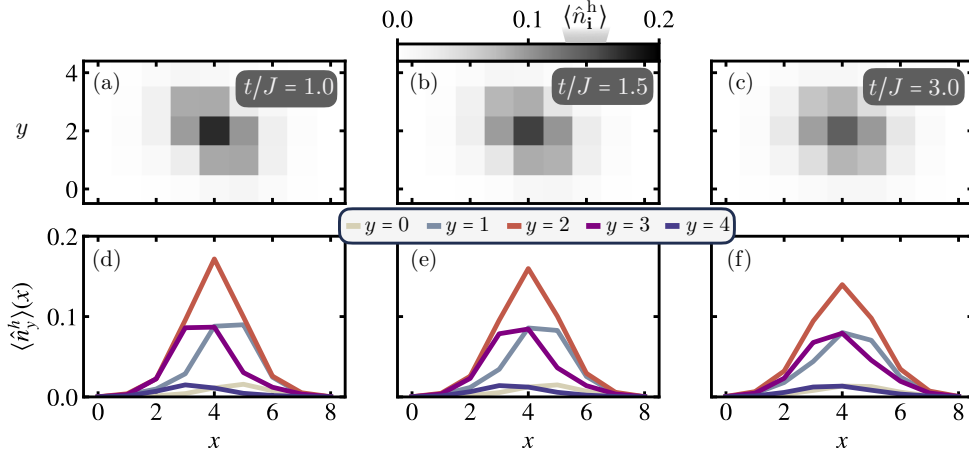 0.0 0.1 ⟨n̂ᵢʰ⟩ 0.2
4 (a) t/J = 1.0 (b) t/J = 1.5 (c) t/J = 3.0
y 2
0
y = 0 y = 1 y = 2 y = 3 y = 4
0.2 (d) (e) (f)
⟨n̂ʰ_y⟩(x) 0.1
0.0
0 2 4 6 8 0 2 4 6 8 0 2 4 6 8
x x x